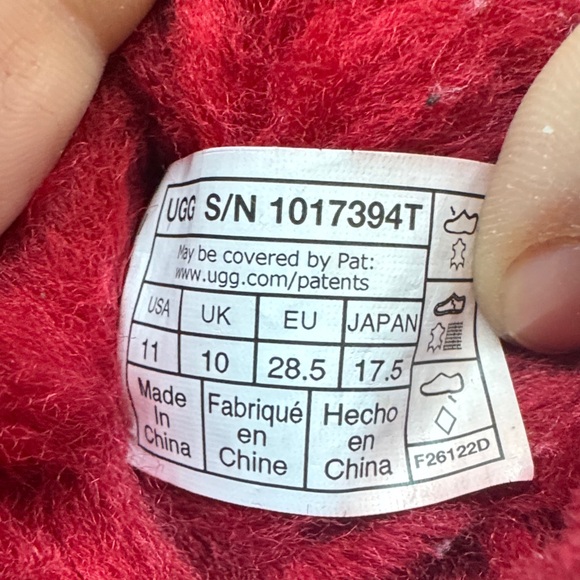 UGG S/N 1017394T
May be covered by Pat:
www.ugg.com/patents
USA UK EU JAPAN
11 10 28.5 17.5
Made
In
China
Fabriqué
en
Chine
Hecho
en
China
F26122D